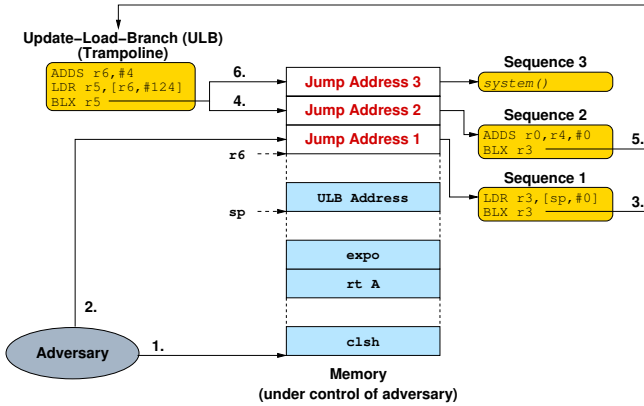 Update–Load–Branch (ULB)
(Trampoline)
ADDS r6,#4
LDR r5,[r6,#124]
BLX r5
6.
4.
Jump Address 3
Jump Address 2
Jump Address 1
r6
ULB Address
sp
expo
rt A
clsh
Memory
(under control of adversary)
Sequence 3
system()
Sequence 2
ADDS r0,r4,#0
BLX r3
5.
Sequence 1
LDR r3,[sp,#0]
BLX r3
3.
2.
1.
Adversary